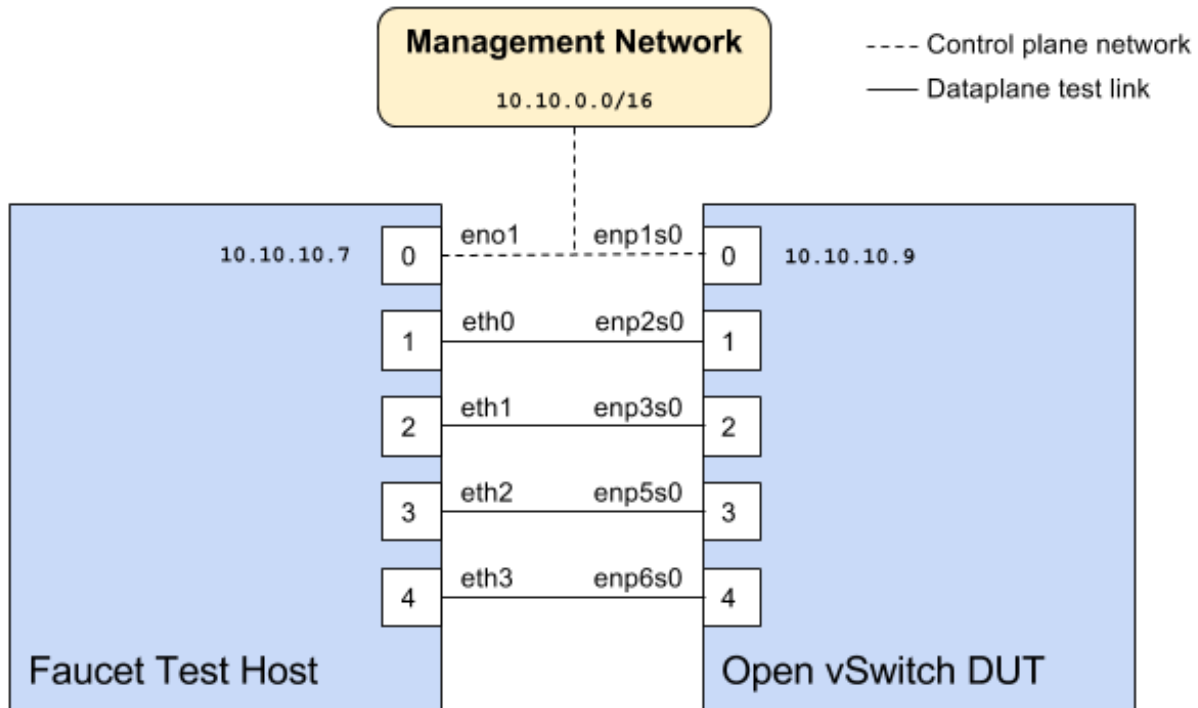 Management Network
10.10.0.0/16
Control plane network
Dataplane test link
10.10.10.7
0
eno1
enp1s0
0
10.10.10.9
1
eth0
enp2s0
1
2
eth1
enp3s0
2
3
eth2
enp5s0
3
4
eth3
enp6s0
4
Faucet Test Host
Open vSwitch DUT